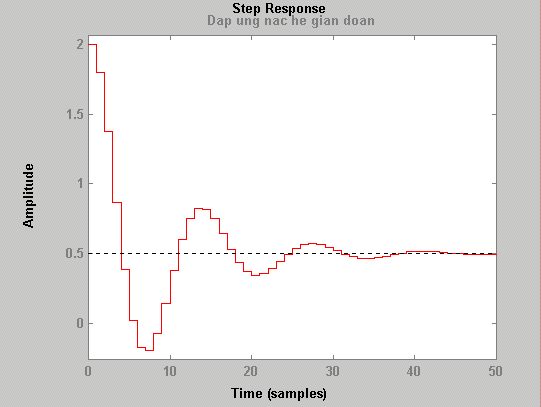 Step Response
Dap ung nac he gian doan
2
1.5
1
0.5
0
Amplitude
0 10 20 30 40 50
Time (samples)